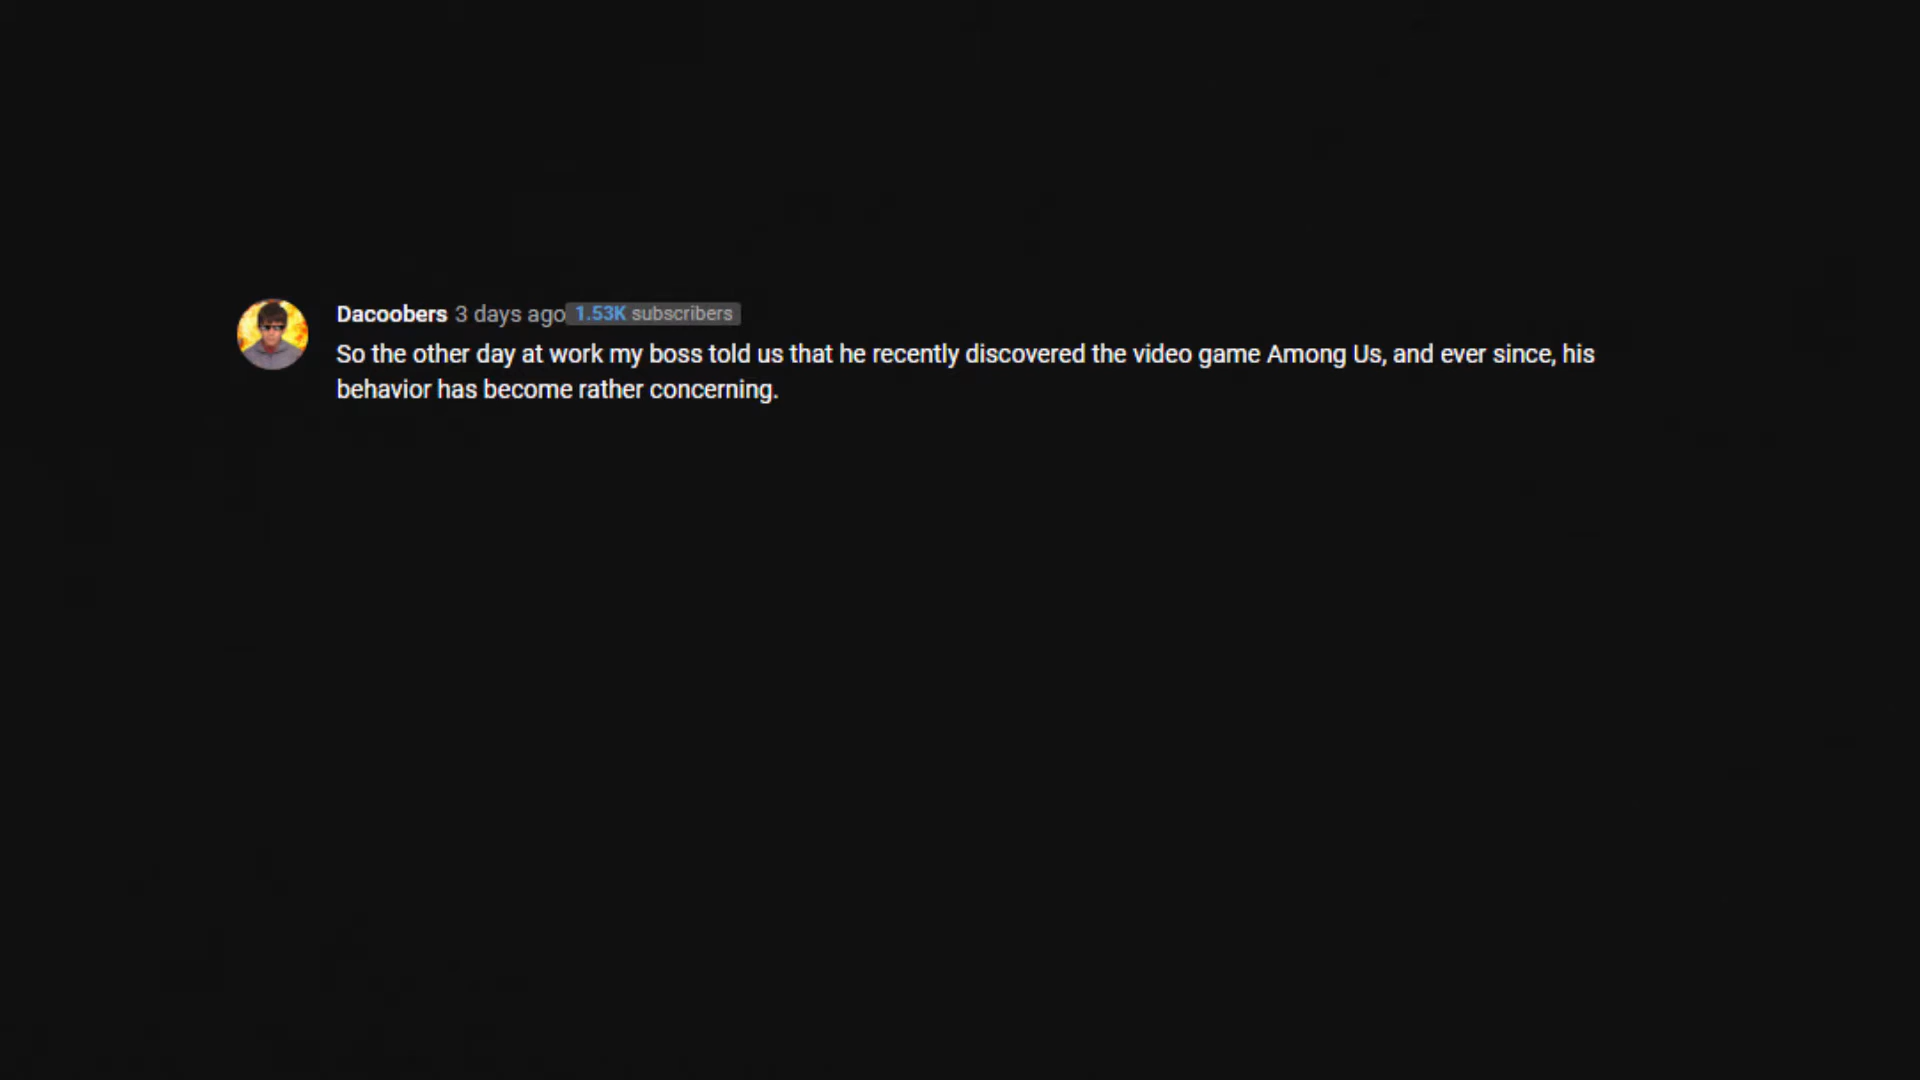 Dacoobers 3 days ago 1.53K subscribers
So the other day at work my boss told us that he recently discovered the video game Among Us, and ever since, his
behavior has become rather concerning.